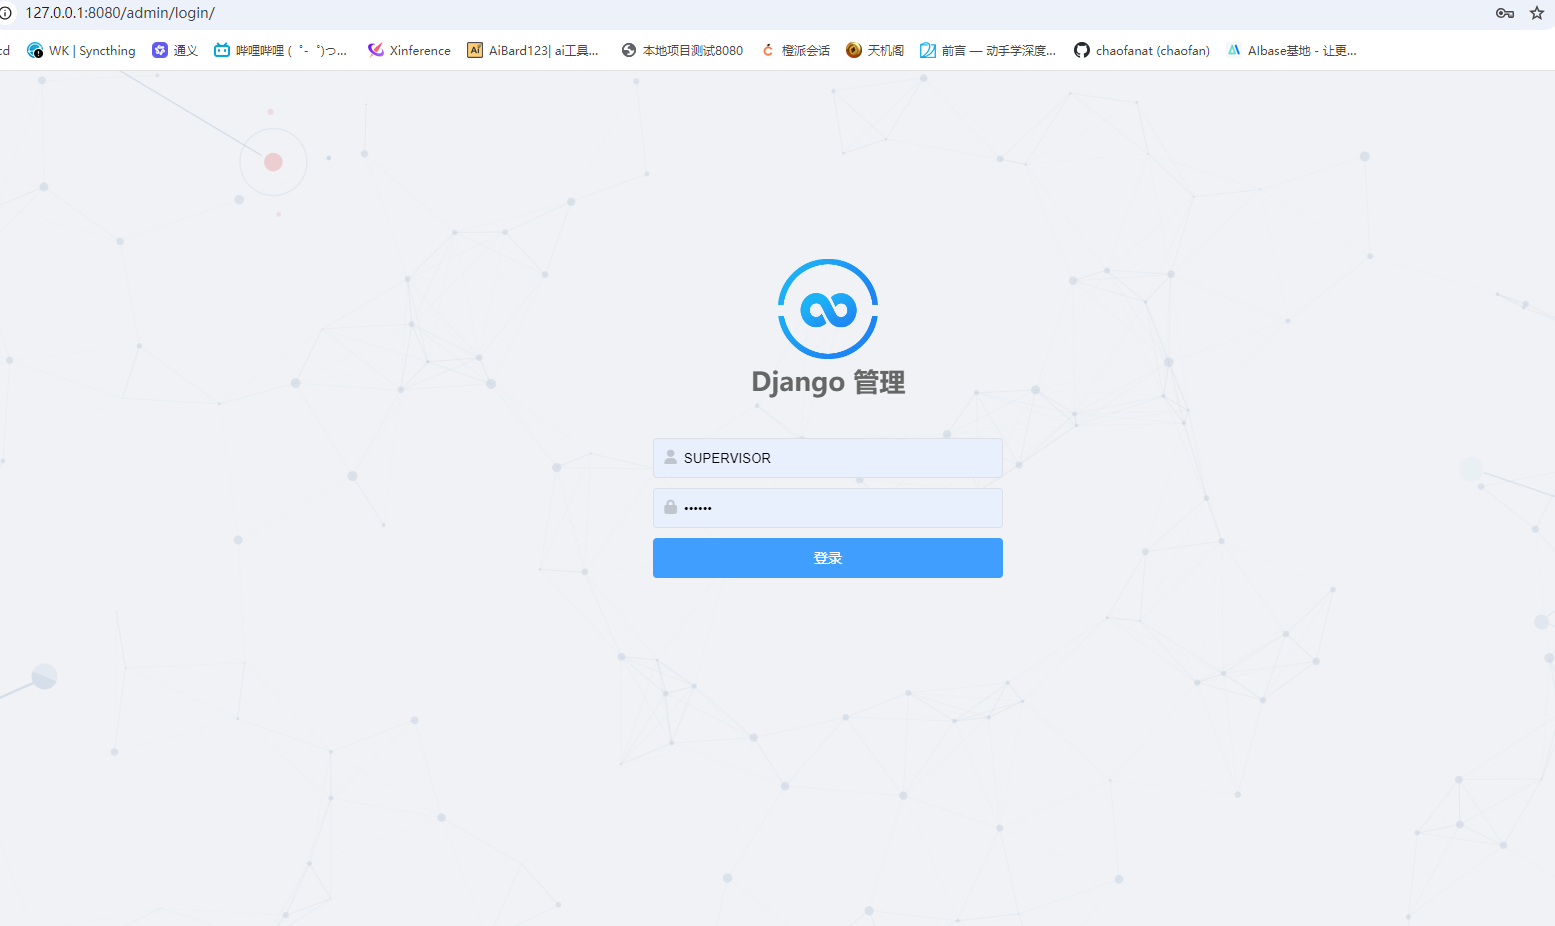 127.0.0.1:8080/admin/login/
cd WK | Syncthing 通义 哔哩哔哩 ( ゜- ゜)つ... Xinference AiBard123| ai工具... 本地项目测试8080 橙派会话 天机阁 前言 — 动手学深度... chaofanat (chaofan) AIbase基地 - 让更...
Django 管理
SUPERVISOR
••••••
登录